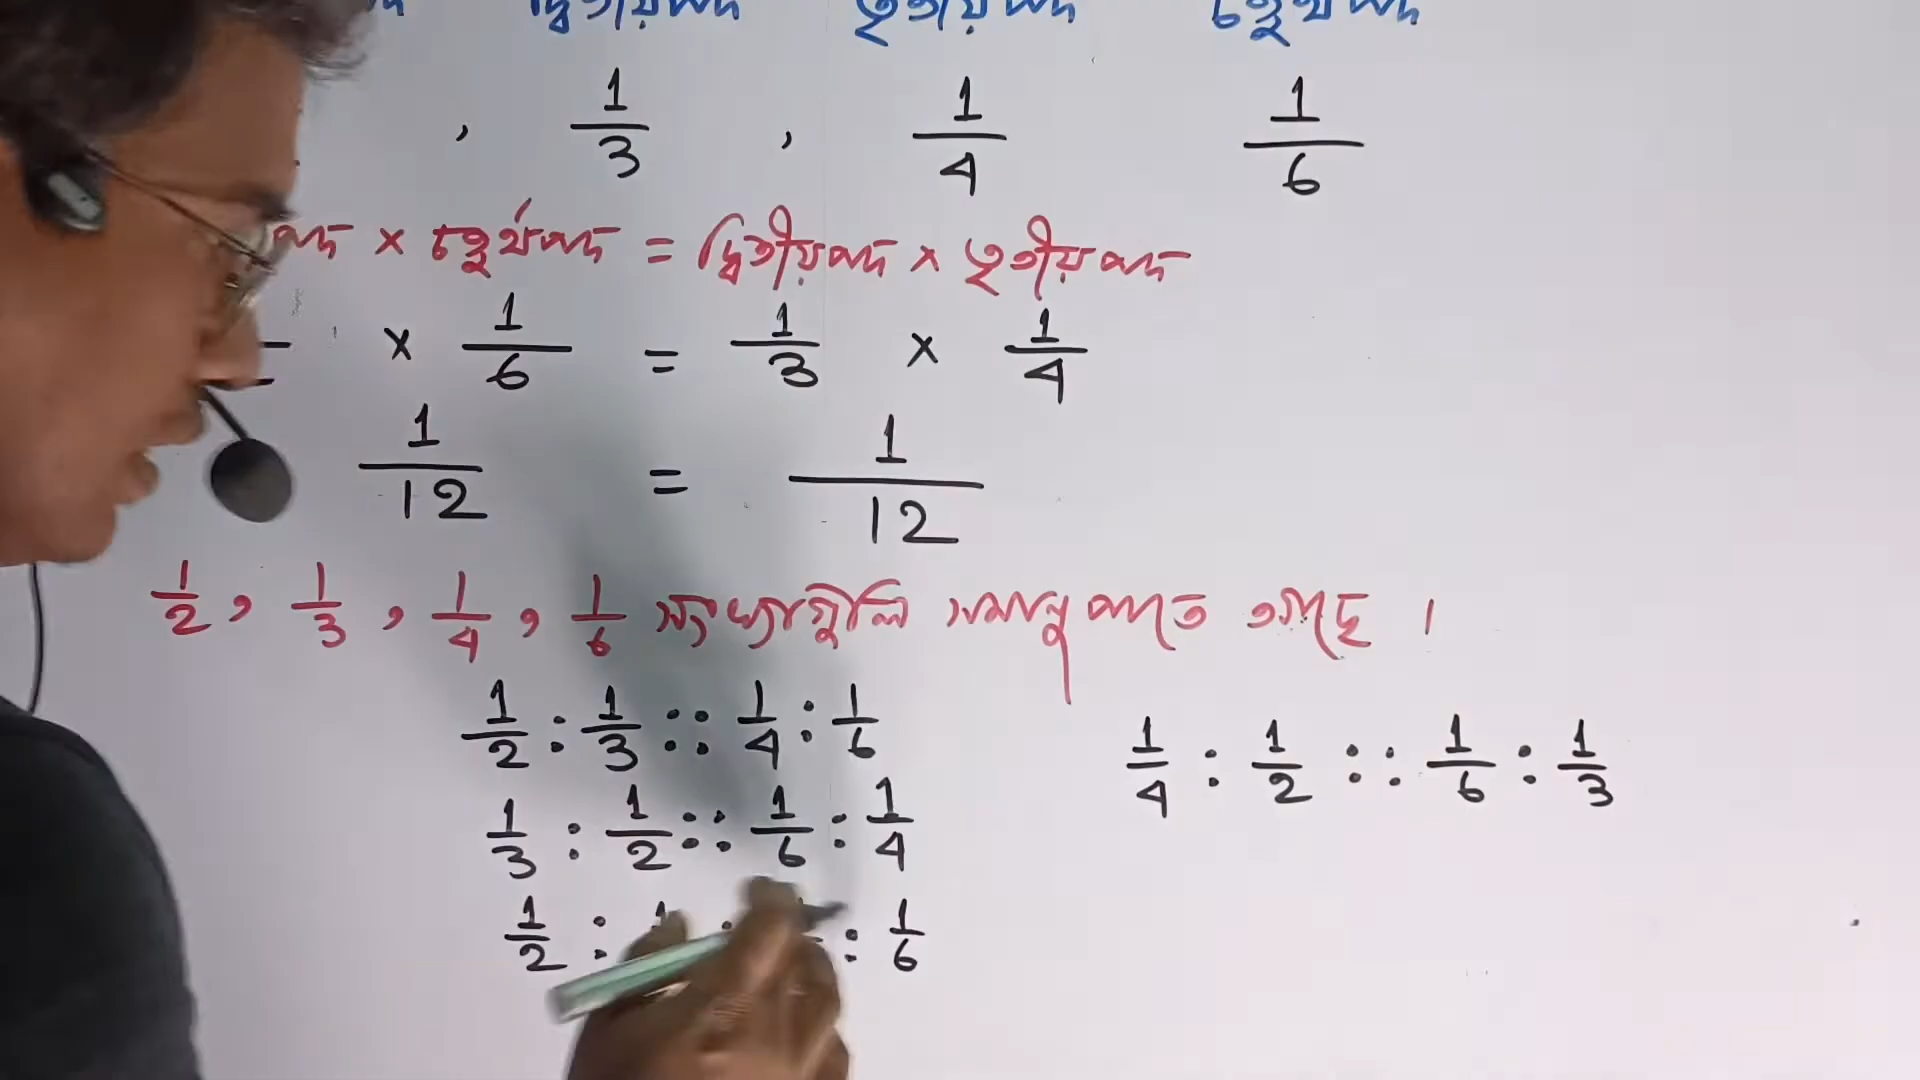 দ্বিতীয়পদ তৃতীয়পদ চতুর্থপদ
, 1/3 , 1/4 1/6
পদ × চতুর্থপদ = দ্বিতীয়পদ × তৃতীয়পদ
× 1/6 = 1/3 × 1/4
1/12 = 1/12
1/2, 1/3, 1/4, 1/6 সংখ্যাগুলি সমানুপাতে আছে।
1/2 : 1/3 :: 1/4 : 1/6
1/4 : 1/2 :: 1/6 : 1/3
1/3 : 1/2 :: 1/6 : 1/4
1/2 : : 1/6